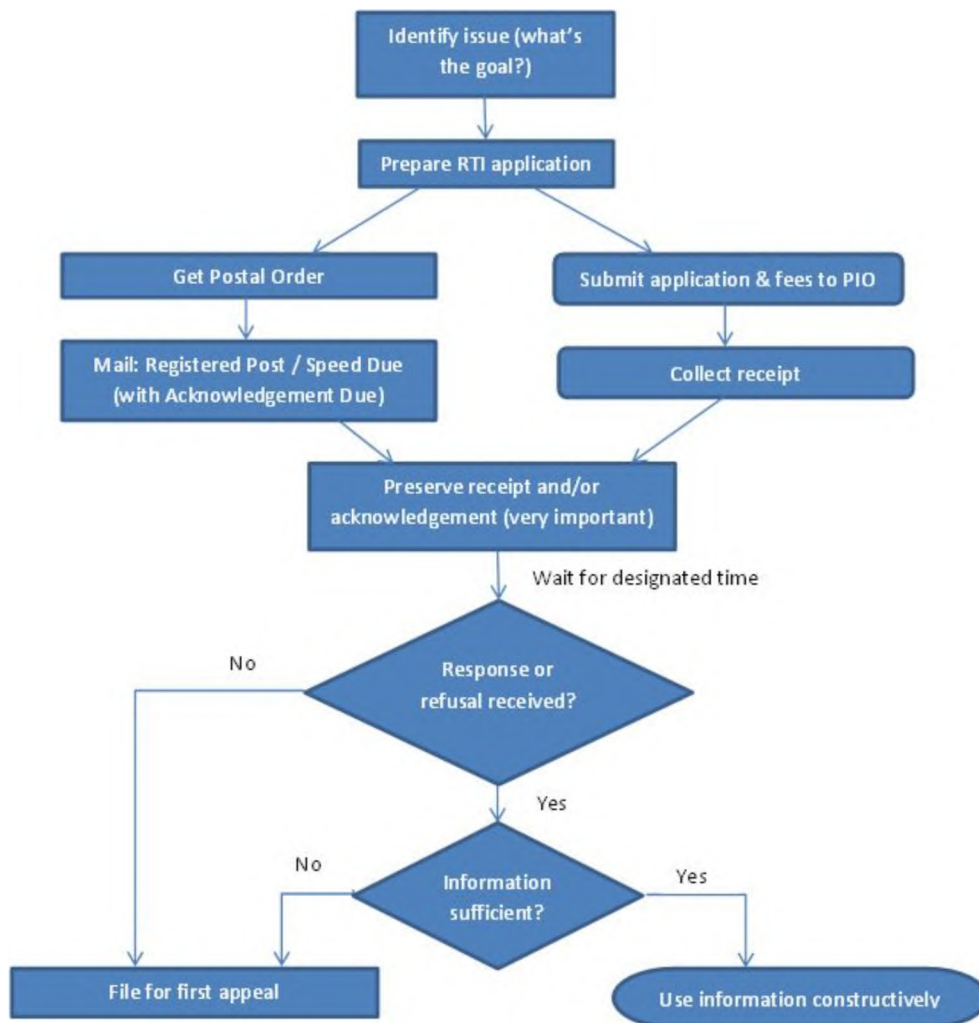 Identify issue (what's
the goal?)
Prepare RTI application
Get Postal Order
Submit application & fees to PIO
Mail: Registered Post / Speed Due
(with Acknowledgement Due)
Collect receipt
Preserve receipt and/or
acknowledgement (very important)
Wait for designated time
No
Response or
refusal received?
Yes
No
Information
sufficient?
Yes
File for first appeal
Use information constructively